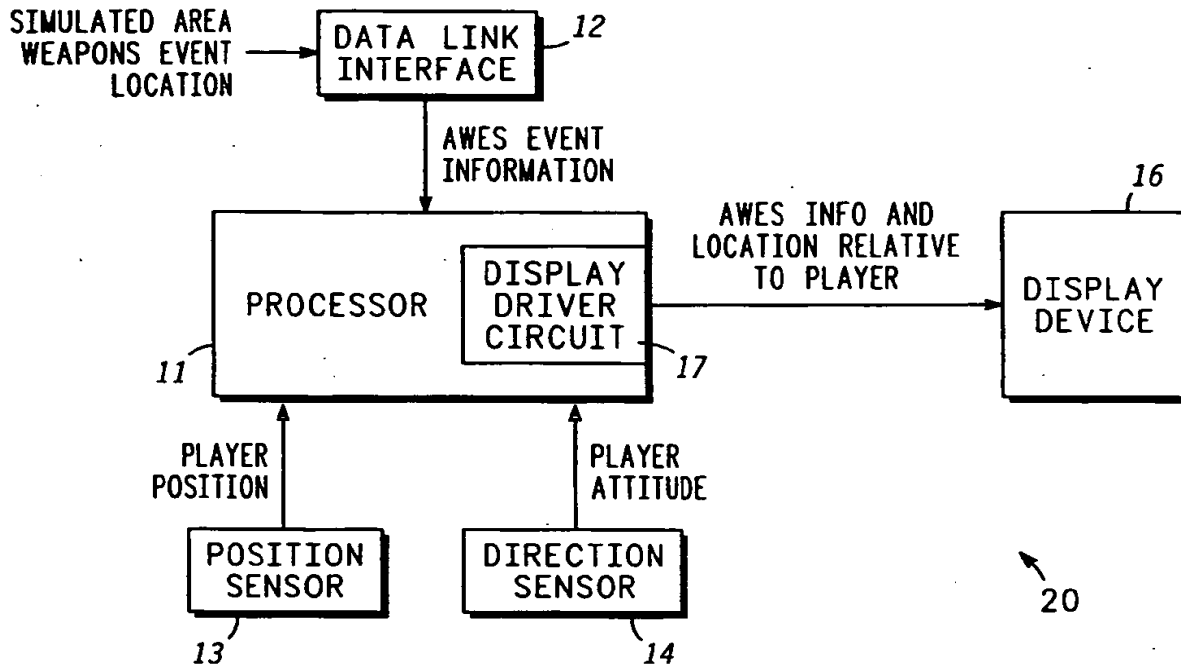 SIMULATED AREA
WEAPONS EVENT
LOCATION
DATA LINK
INTERFACE
12
AWES EVENT
INFORMATION
PROCESSOR
11
DISPLAY
DRIVER
CIRCUIT
17
AWES INFO AND
LOCATION RELATIVE
TO PLAYER
16
DISPLAY
DEVICE
PLAYER
POSITION
PLAYER
ATTITUDE
POSITION
SENSOR
13
DIRECTION
SENSOR
14
20